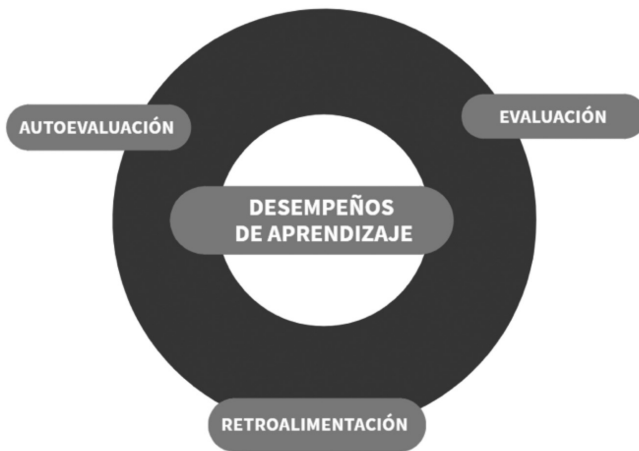 AUTOEVALUACIÓN
EVALUACIÓN
DESEMPEÑOS
DE APRENDIZAJE
RETROALIMENTACIÓN